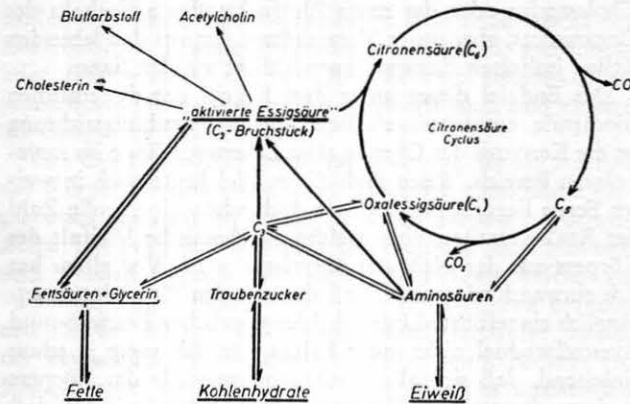 Blutfarbstoff
Acetylcholin
Citronensäure(C₆)
Cholesterin
CO₂
„aktivierte Essigsäure“
(C₂-Bruchstück)
Citronensäure
Cyclus
Oxalessigsäure(C₄)
C₅
C₃
CO₂
Fettsäuren+Glycerin
Traubenzucker
Aminosäuren
Fette
Kohlenhydrate
Eiweiß